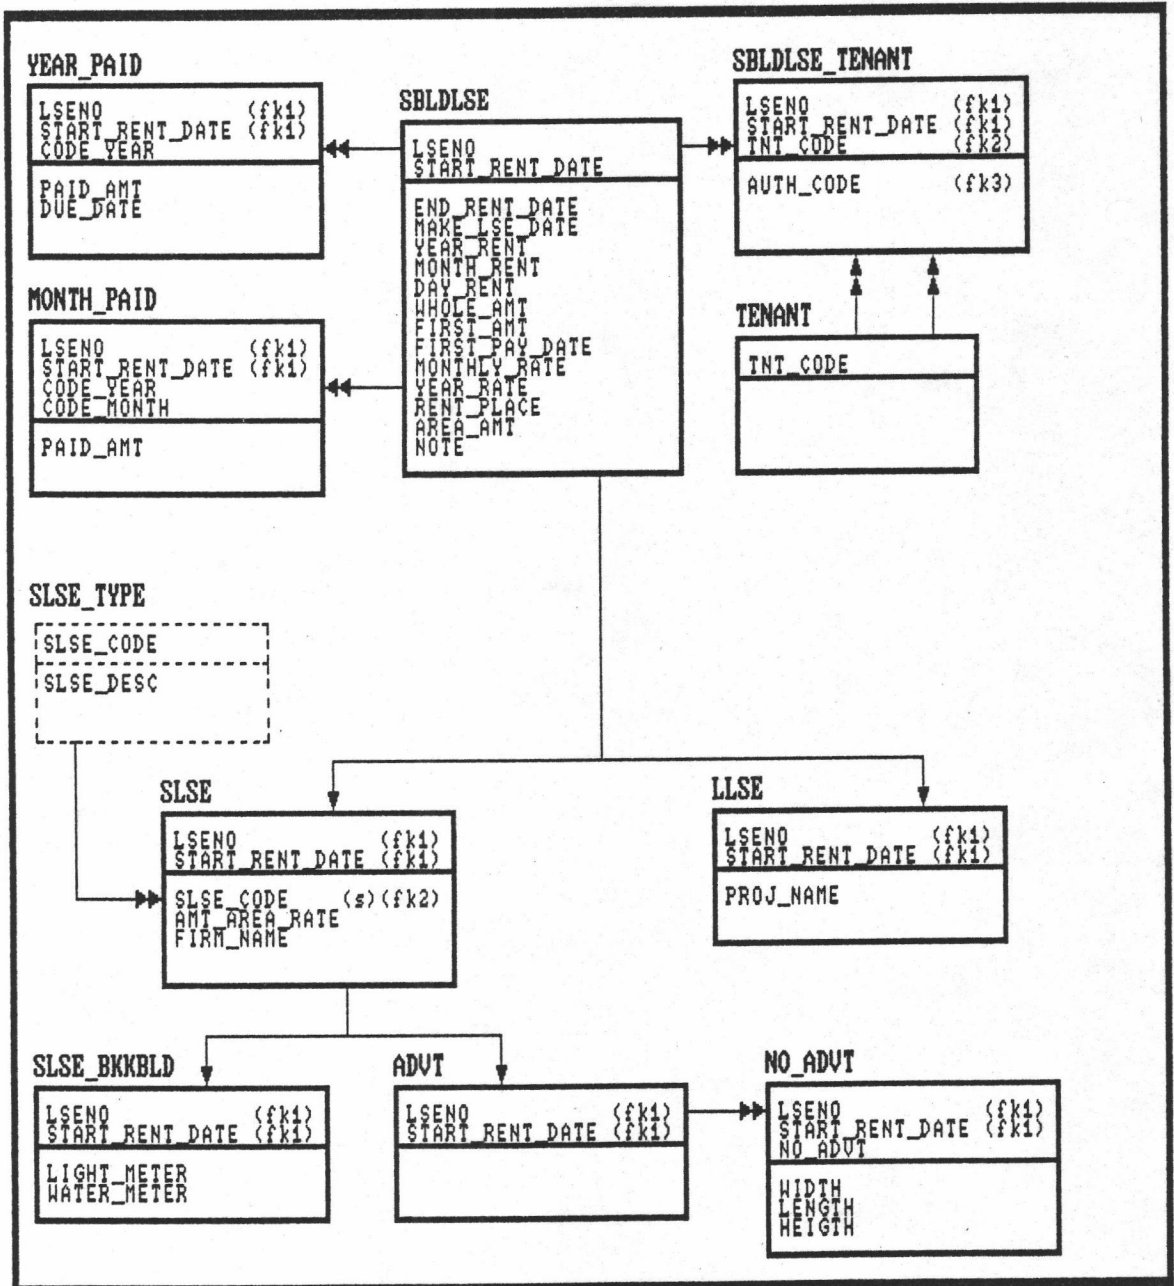 YEAR_PAID
LSENO (fk1)
START_RENT_DATE (fk1)
CODE_YEAR
PAID_AMT
DUE_DATE
SBLDLSE
LSENO
START_RENT_DATE
END_RENT_DATE
MAKE_LSE_DATE
YEAR_RENT
MONTH_RENT
DAY_RENT
WHOLE_AMT
FIRST_AMT
FIRST_PAY_DATE
MONTHLY_RATE
YEAR_RATE
RENT_PLACE
AREA_AMT
NOTE
SBLDLSE_TENANT
LSENO (fk1)
START_RENT_DATE (fk1)
TNT_CODE (fk2)
AUTH_CODE (fk3)
MONTH_PAID
LSENO (fk1)
START_RENT_DATE (fk1)
CODE_YEAR
CODE_MONTH
PAID_AMT
TENANT
TNT_CODE
SLSE_TYPE
SLSE_CODE
SLSE_DESC
SLSE
LSENO (fk1)
START_RENT_DATE (fk1)
SLSE_CODE (s)(fk2)
AMT_AREA_RATE
FIRM_NAME
LLSE
LSENO (fk1)
START_RENT_DATE (fk1)
PROJ_NAME
SLSE_BKKBLD
LSENO (fk1)
START_RENT_DATE (fk1)
LIGHT_METER
WATER_METER
ADVT
LSENO (fk1)
START_RENT_DATE (fk1)
NO_ADVT
LSENO (fk1)
START_RENT_DATE (fk1)
NO_ADVT
WIDTH
LENGTH
HEIGTH